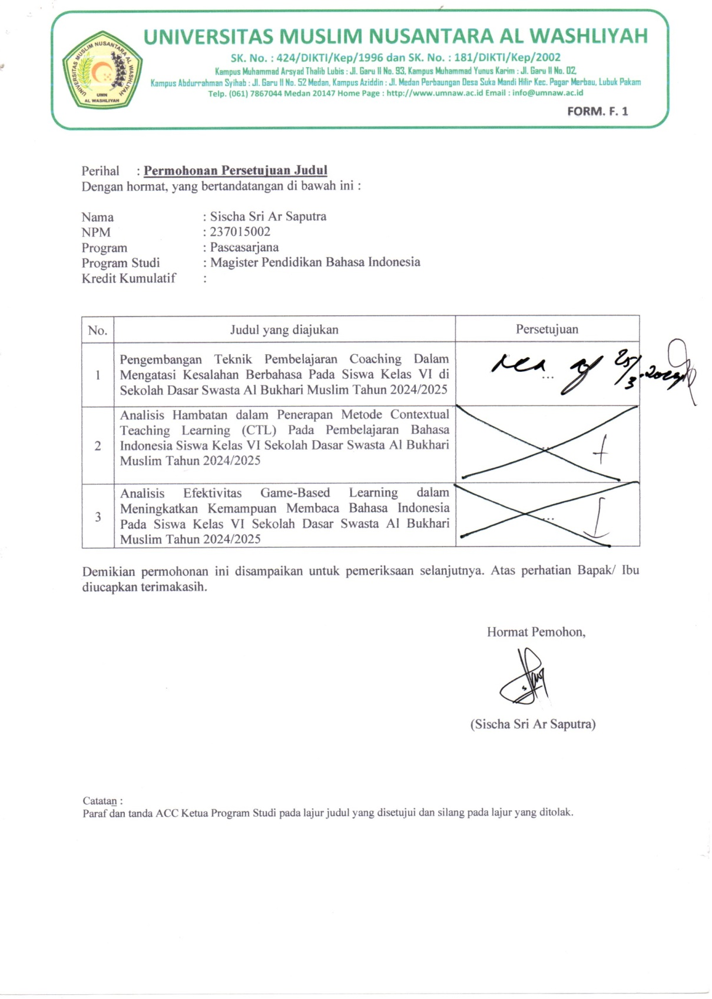 UNIVERSITAS MUSLIM NUSANTARA AL WASHLIYAH
SK. No. : 424/DIKTI/Kep/1996 dan SK. No. : 181/DIKTI/Kep/2002
Kampus Muhammad Arsyad Thalib Lubis : Jl. Garu II No. 93, Kampus Muhammad Yunus Karim : Jl. Garu II No. 02,
Kampus Abdurrahman Syihab : Jl. Garu II No. 52 Medan, Kampus Aziddin : Jl. Medan Perbaungan Desa Suka Mandi Hilir Kec. Pagar Merbau, Lubuk Pakam
Telp. (061) 7867044 Medan 20147 Home Page : http://www.umnaw.ac.id Email : info@umnaw.ac.id
FORM. F. 1
UNIVERSITAS MUSLIM NUSANTARA AL WASHLIYAH
UMN
AL WASHLIYAH
Perihal : Permohonan Persetujuan Judul
Dengan hormat, yang bertandatangan di bawah ini :
Nama : Sischa Sri Ar Saputra
NPM : 237015002
Program : Pascasarjana
Program Studi : Magister Pendidikan Bahasa Indonesia
Kredit Kumulatif :
No. Judul yang diajukan Persetujuan
1 Pengembangan Teknik Pembelajaran Coaching Dalam
Mengatasi Kesalahan Berbahasa Pada Siswa Kelas VI di
Sekolah Dasar Swasta Al Bukhari Muslim Tahun 2024/2025
...
25/3-2024
2 Analisis Hambatan dalam Penerapan Metode Contextual
Teaching Learning (CTL) Pada Pembelajaran Bahasa
Indonesia Siswa Kelas VI Sekolah Dasar Swasta Al Bukhari
Muslim Tahun 2024/2025
3 Analisis Efektivitas Game-Based Learning dalam
Meningkatkan Kemampuan Membaca Bahasa Indonesia
Pada Siswa Kelas VI Sekolah Dasar Swasta Al Bukhari
Muslim Tahun 2024/2025
...
Demikian permohonan ini disampaikan untuk pemeriksaan selanjutnya. Atas perhatian Bapak/ Ibu
diucapkan terimakasih.
Hormat Pemohon,
(Sischa Sri Ar Saputra)
Catatan :
Paraf dan tanda ACC Ketua Program Studi pada lajur judul yang disetujui dan silang pada lajur yang ditolak.